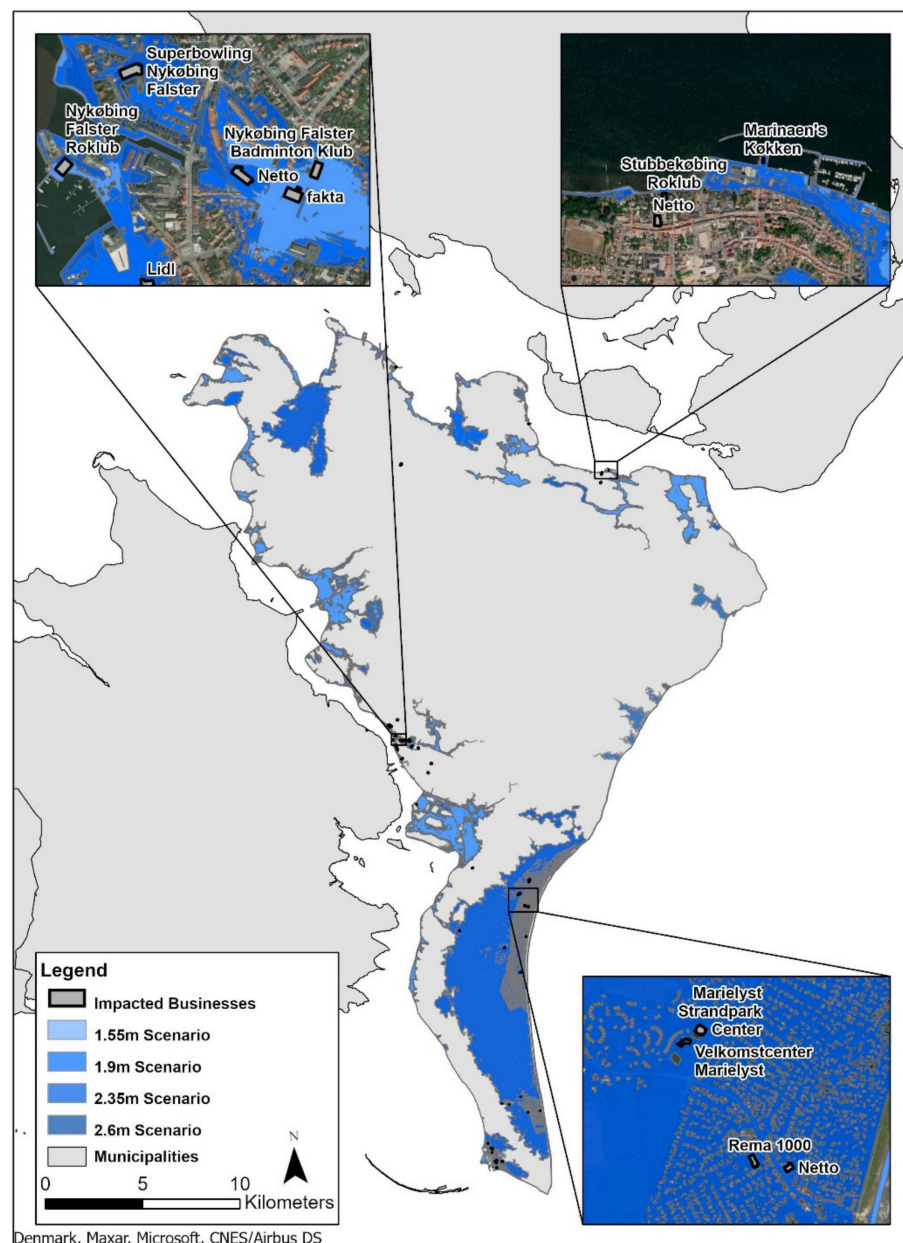 Superbowling
Nykøbing
Falster
Nykøbing
Falster
Roklub
Nykøbing Falster
Badminton Klub
Netto
fakta
Lidl
Marinaen's
Køkken
Stubbekøbing
Roklub
Netto
Legend
Impacted Businesses
1.55m Scenario
1.9m Scenario
2.35m Scenario
2.6m Scenario
Municipalities
N
0 5 10
Kilometers
Marielyst
Strandpark
Center
Velkomstcenter
Marielyst
Rema 1000
Netto
Denmark, Maxar, Microsoft, CNES/Airbus DS